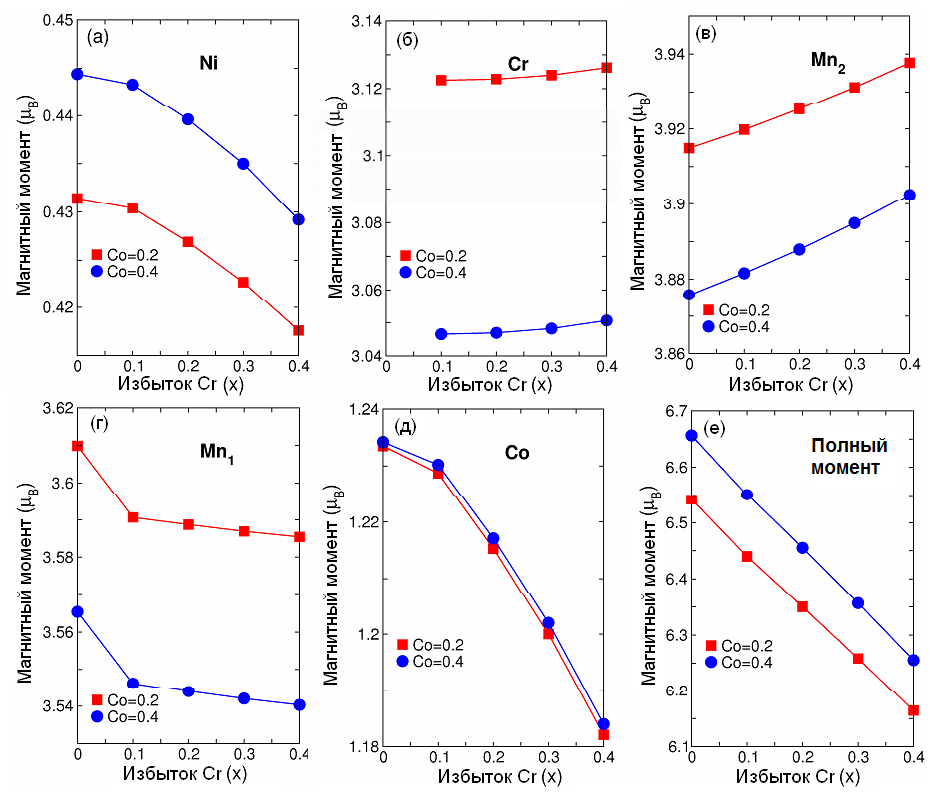 (а)
Ni
Магнитный момент (μB)
0.45
0.44
0.43
0.42
Co=0.2
Co=0.4
0 0.1 0.2 0.3 0.4
Избыток Cr (x)
(б)
Cr
Магнитный момент (μB)
3.14
3.12
3.1
3.08
3.06
3.04
Co=0.2
Co=0.4
0 0.1 0.2 0.3 0.4
Избыток Cr (x)
(в)
Mn2
Магнитный момент (μB)
3.94
3.92
3.9
3.88
3.86
Co=0.2
Co=0.4
0 0.1 0.2 0.3 0.4
Избыток Cr (x)
(г)
Mn1
Магнитный момент (μB)
3.62
3.6
3.58
3.56
3.54
Co=0.2
Co=0.4
0 0.1 0.2 0.3 0.4
Избыток Cr (x)
(д)
Co
Магнитный момент (μB)
1.24
1.22
1.20
1.18
Co=0.2
Co=0.4
0 0.1 0.2 0.3 0.4
Избыток Cr (x)
(е)
Полный
момент
Магнитный момент (μB)
6.7
6.6
6.5
6.4
6.3
6.2
6.1
Co=0.2
Co=0.4
0 0.1 0.2 0.3 0.4
Избыток Cr (x)